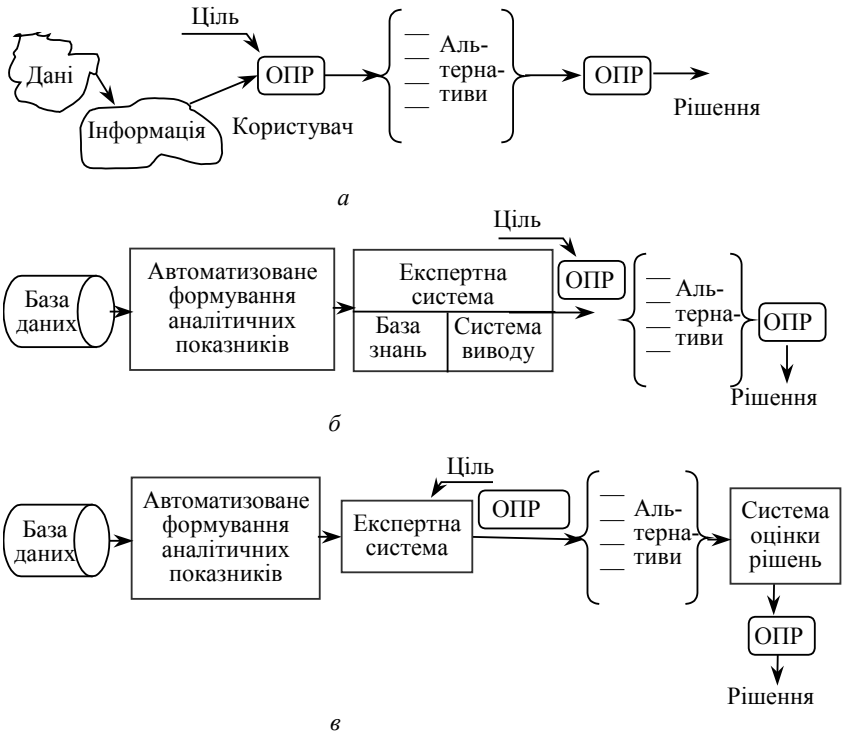 Ціль
Дані
Інформація
ОПР
Користувач
Аль-
терна-
тиви
ОПР
Рішення
а
База
даних
Автоматизоване
формування
аналітичних
показників
Експертна
система
База
знань
Система
виводу
Ціль
ОПР
Аль-
терна-
тиви
ОПР
Рішення
б
База
даних
Автоматизоване
формування
аналітичних
показників
Експертна
система
Ціль
ОПР
Аль-
терна-
тиви
Система
оцінки
рішень
ОПР
Рішення
в